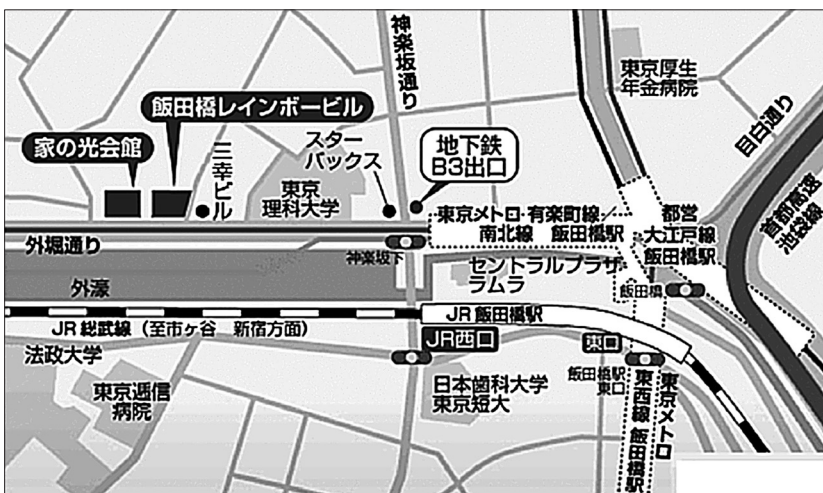 神楽坂通り
東京厚生
年金病院
目白通り
飯田橋レインボービル
家の光会館
三幸ビル
スター
バックス
地下鉄
B3出口
東京
理科大学
東京メトロ・有楽町線
南北線 飯田橋駅
都営
大江戸線
飯田橋駅
首都高速
池袋線
外堀通り
神楽坂下
セントラルプラザ
ラムラ
飯田橋
外濠
JR 飯田橋駅
JR 総武線(至市ヶ谷 新宿方面)
JR西口
東口
法政大学
飯田橋駅
東口
東京逓信
病院
日本歯科大学
東京短大
東京メトロ
東西線 飯田橋駅